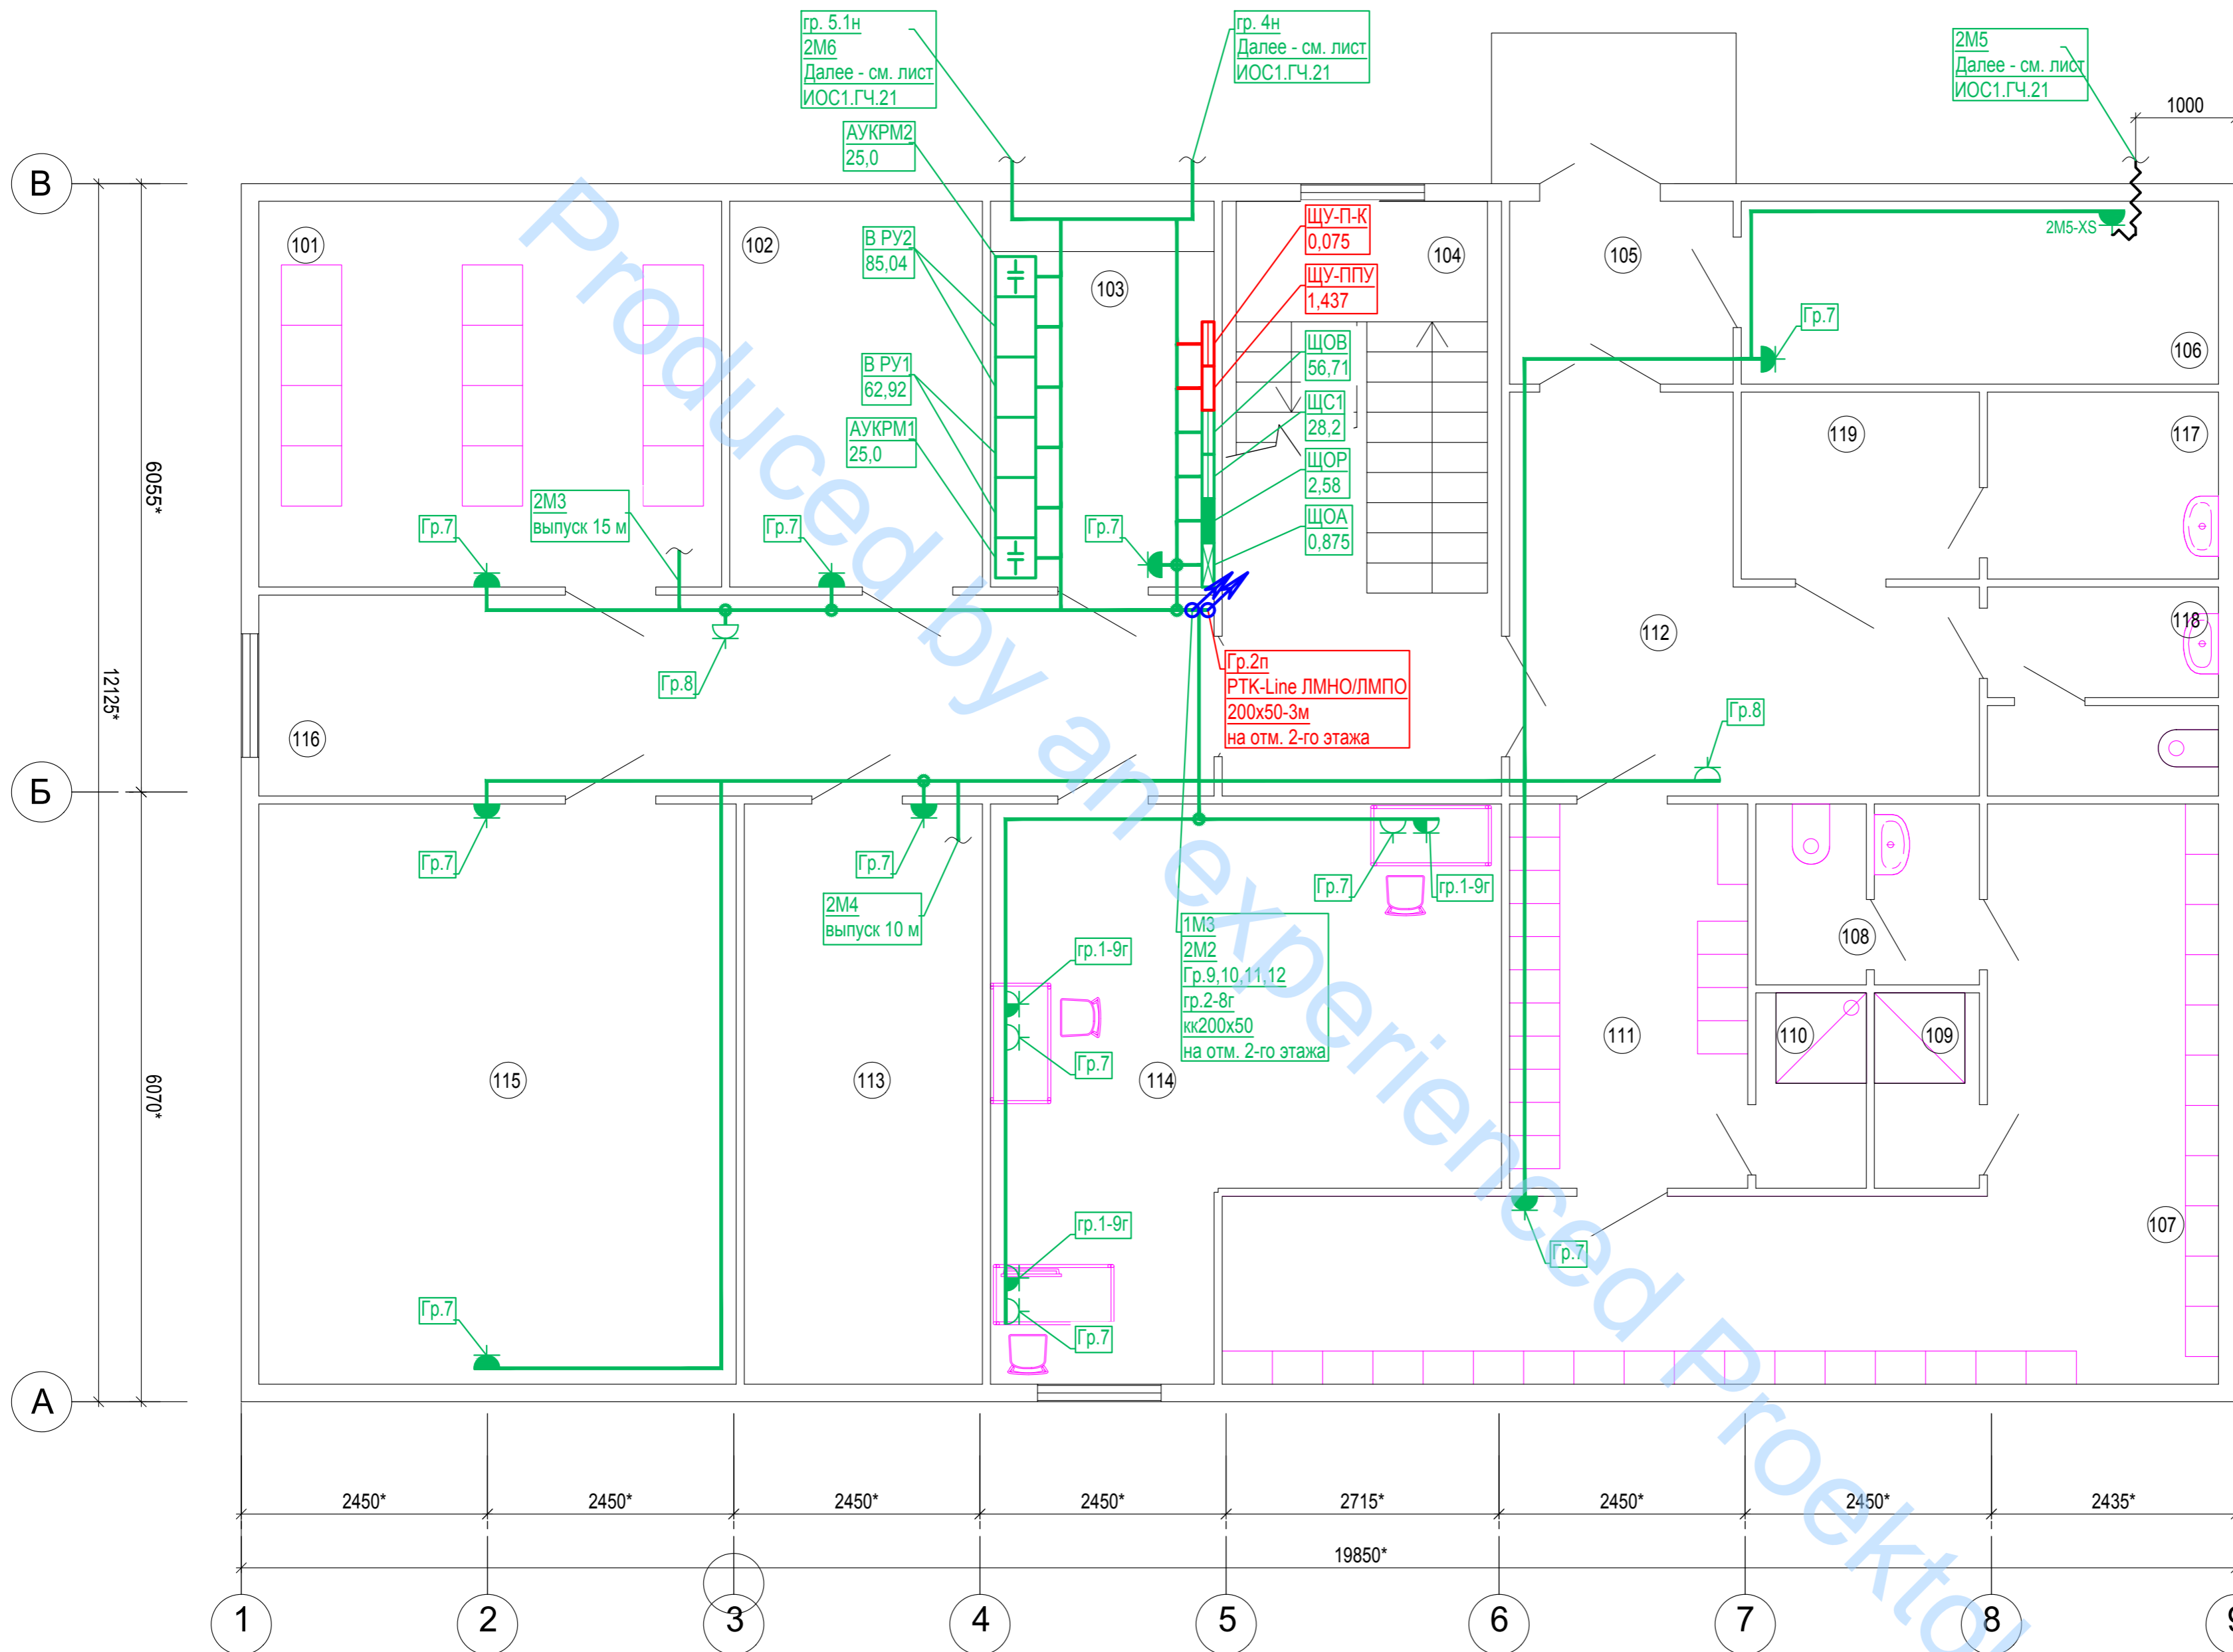 гр. 5.1н
2М6
Далее - см. лист
ИОС1.ГЧ.21
гр. 4н
Далее - см. лист
ИОС1.ГЧ.21
2М5
Далее - см. лист
ИОС1.ГЧ.21
1000
АУКРМ2
25,0
В
101
102
В РУ2
85,04
103
ЩУ-П-К
0,075
ЩУ-ППУ
1,437
104
105
2М5-XS
Гр.7
106
ЩОВ
56,71
В РУ1
62,92
ЩС1
28,2
АУКРМ1
25,0
119
117
ЩОР
2,58
6055*
2М3
выпуск 15 м
Гр.7
Гр.7
Гр.7
ЩОА
0,875
12125*
118
112
Гр.8
Гр.2п
PTK-Line ЛМНО/ЛМПО
200х50-3м
на отм. 2-го этажа
Гр.8
116
Б
Гр.7
Гр.7
Гр.7
гр.1-9г
2М4
выпуск 10 м
1М3
2М2
Гр.9,10,11,12
гр.2-8г
кк200х50
на отм. 2-го этажа
гр.1-9г
Гр.7
108
111
110
109
115
113
114
6070*
гр.1-9г
Гр.7
Гр.7
Гр.7
107
А
2450*
2450*
2450*
2450*
2715*
2450*
2450*
2435*
19850*
1
2
3
4
5
6
7
8
9
Produced by an experienced Proektol